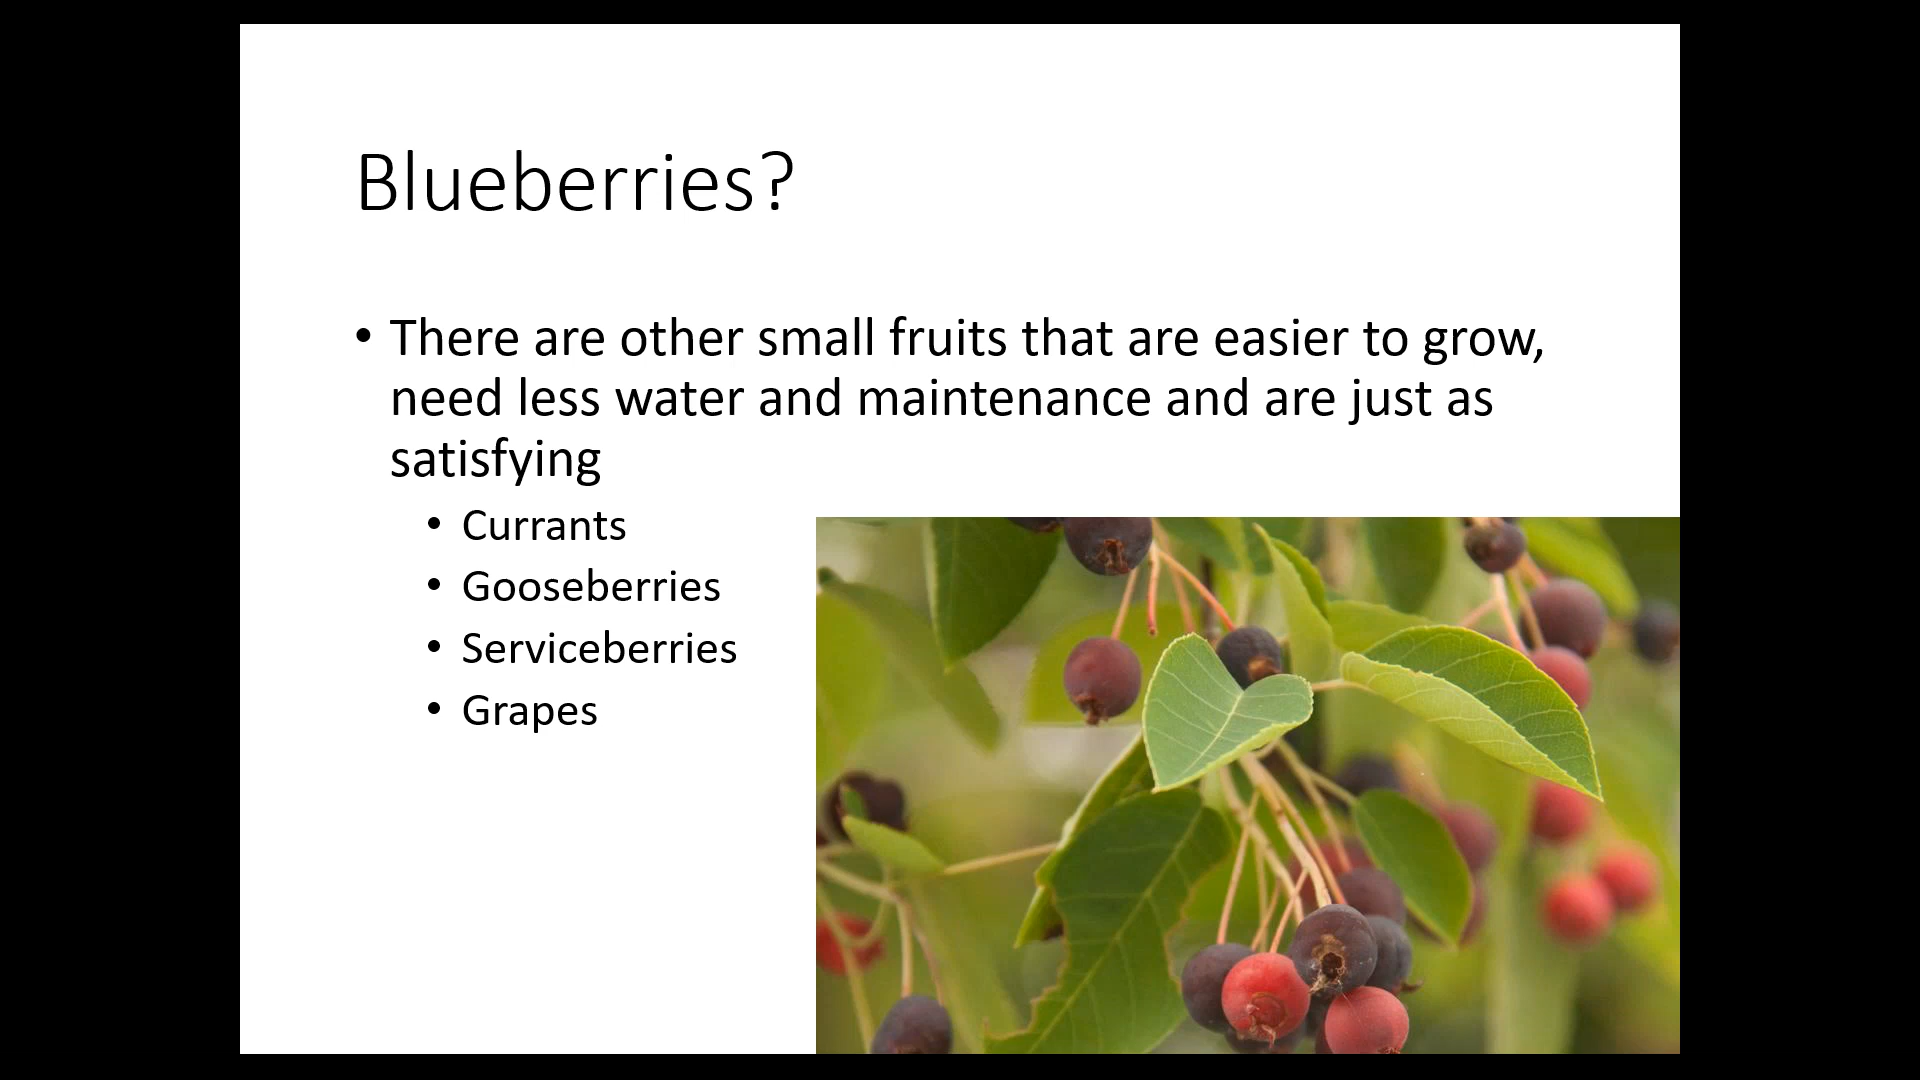 Blueberries?
• There are other small fruits that are easier to grow,
need less water and maintenance and are just as
satisfying
• Currants
• Gooseberries
• Serviceberries
• Grapes